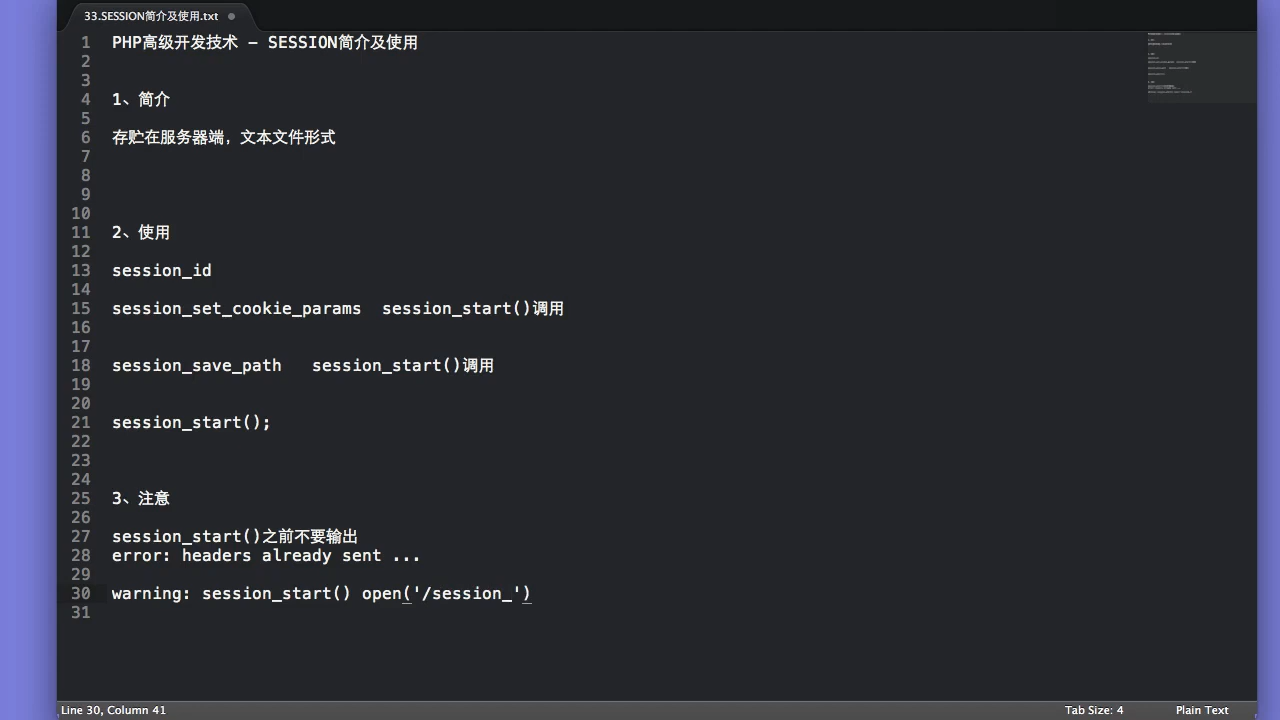 33.SESSION简介及使用.txt
1 PHP高级开发技术 – SESSION简介及使用
2
3
4 1、简介
5
6 存贮在服务器端，文本文件形式
7
8
9
10
11 2、使用
12
13 session_id
14
15 session_set_cookie_params  session_start()调用
16
17
18 session_save_path   session_start()调用
19
20
21 session_start();
22
23
24
25 3、注意
26
27 session_start()之前不要输出
28 error: headers already sent ...
29
30 warning: session_start() open('/session_')
31
Line 30, Column 41
Tab Size: 4
Plain Text